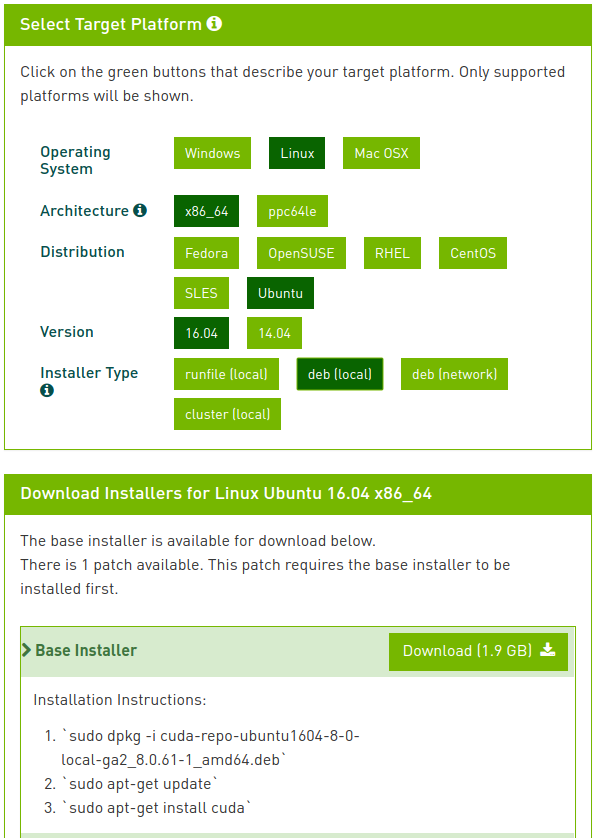 Select Target Platform
Click on the green buttons that describe your target platform. Only supported
platforms will be shown.
Operating
System
Windows Linux Mac OSX
Architecture x86_64 ppc64le
Distribution Fedora OpenSUSE RHEL CentOS
SLES Ubuntu
Version 16.04 14.04
Installer Type runfile (local) deb (local) deb (network)
cluster (local)
Download Installers for Linux Ubuntu 16.04 x86_64
The base installer is available for download below.
There is 1 patch available. This patch requires the base installer to be
installed first.
Base Installer Download (1.9 GB)
Installation Instructions:
1. `sudo dpkg -i cuda-repo-ubuntu1604-8-0-
local-ga2_8.0.61-1_amd64.deb`
2. `sudo apt-get update`
3. `sudo apt-get install cuda`